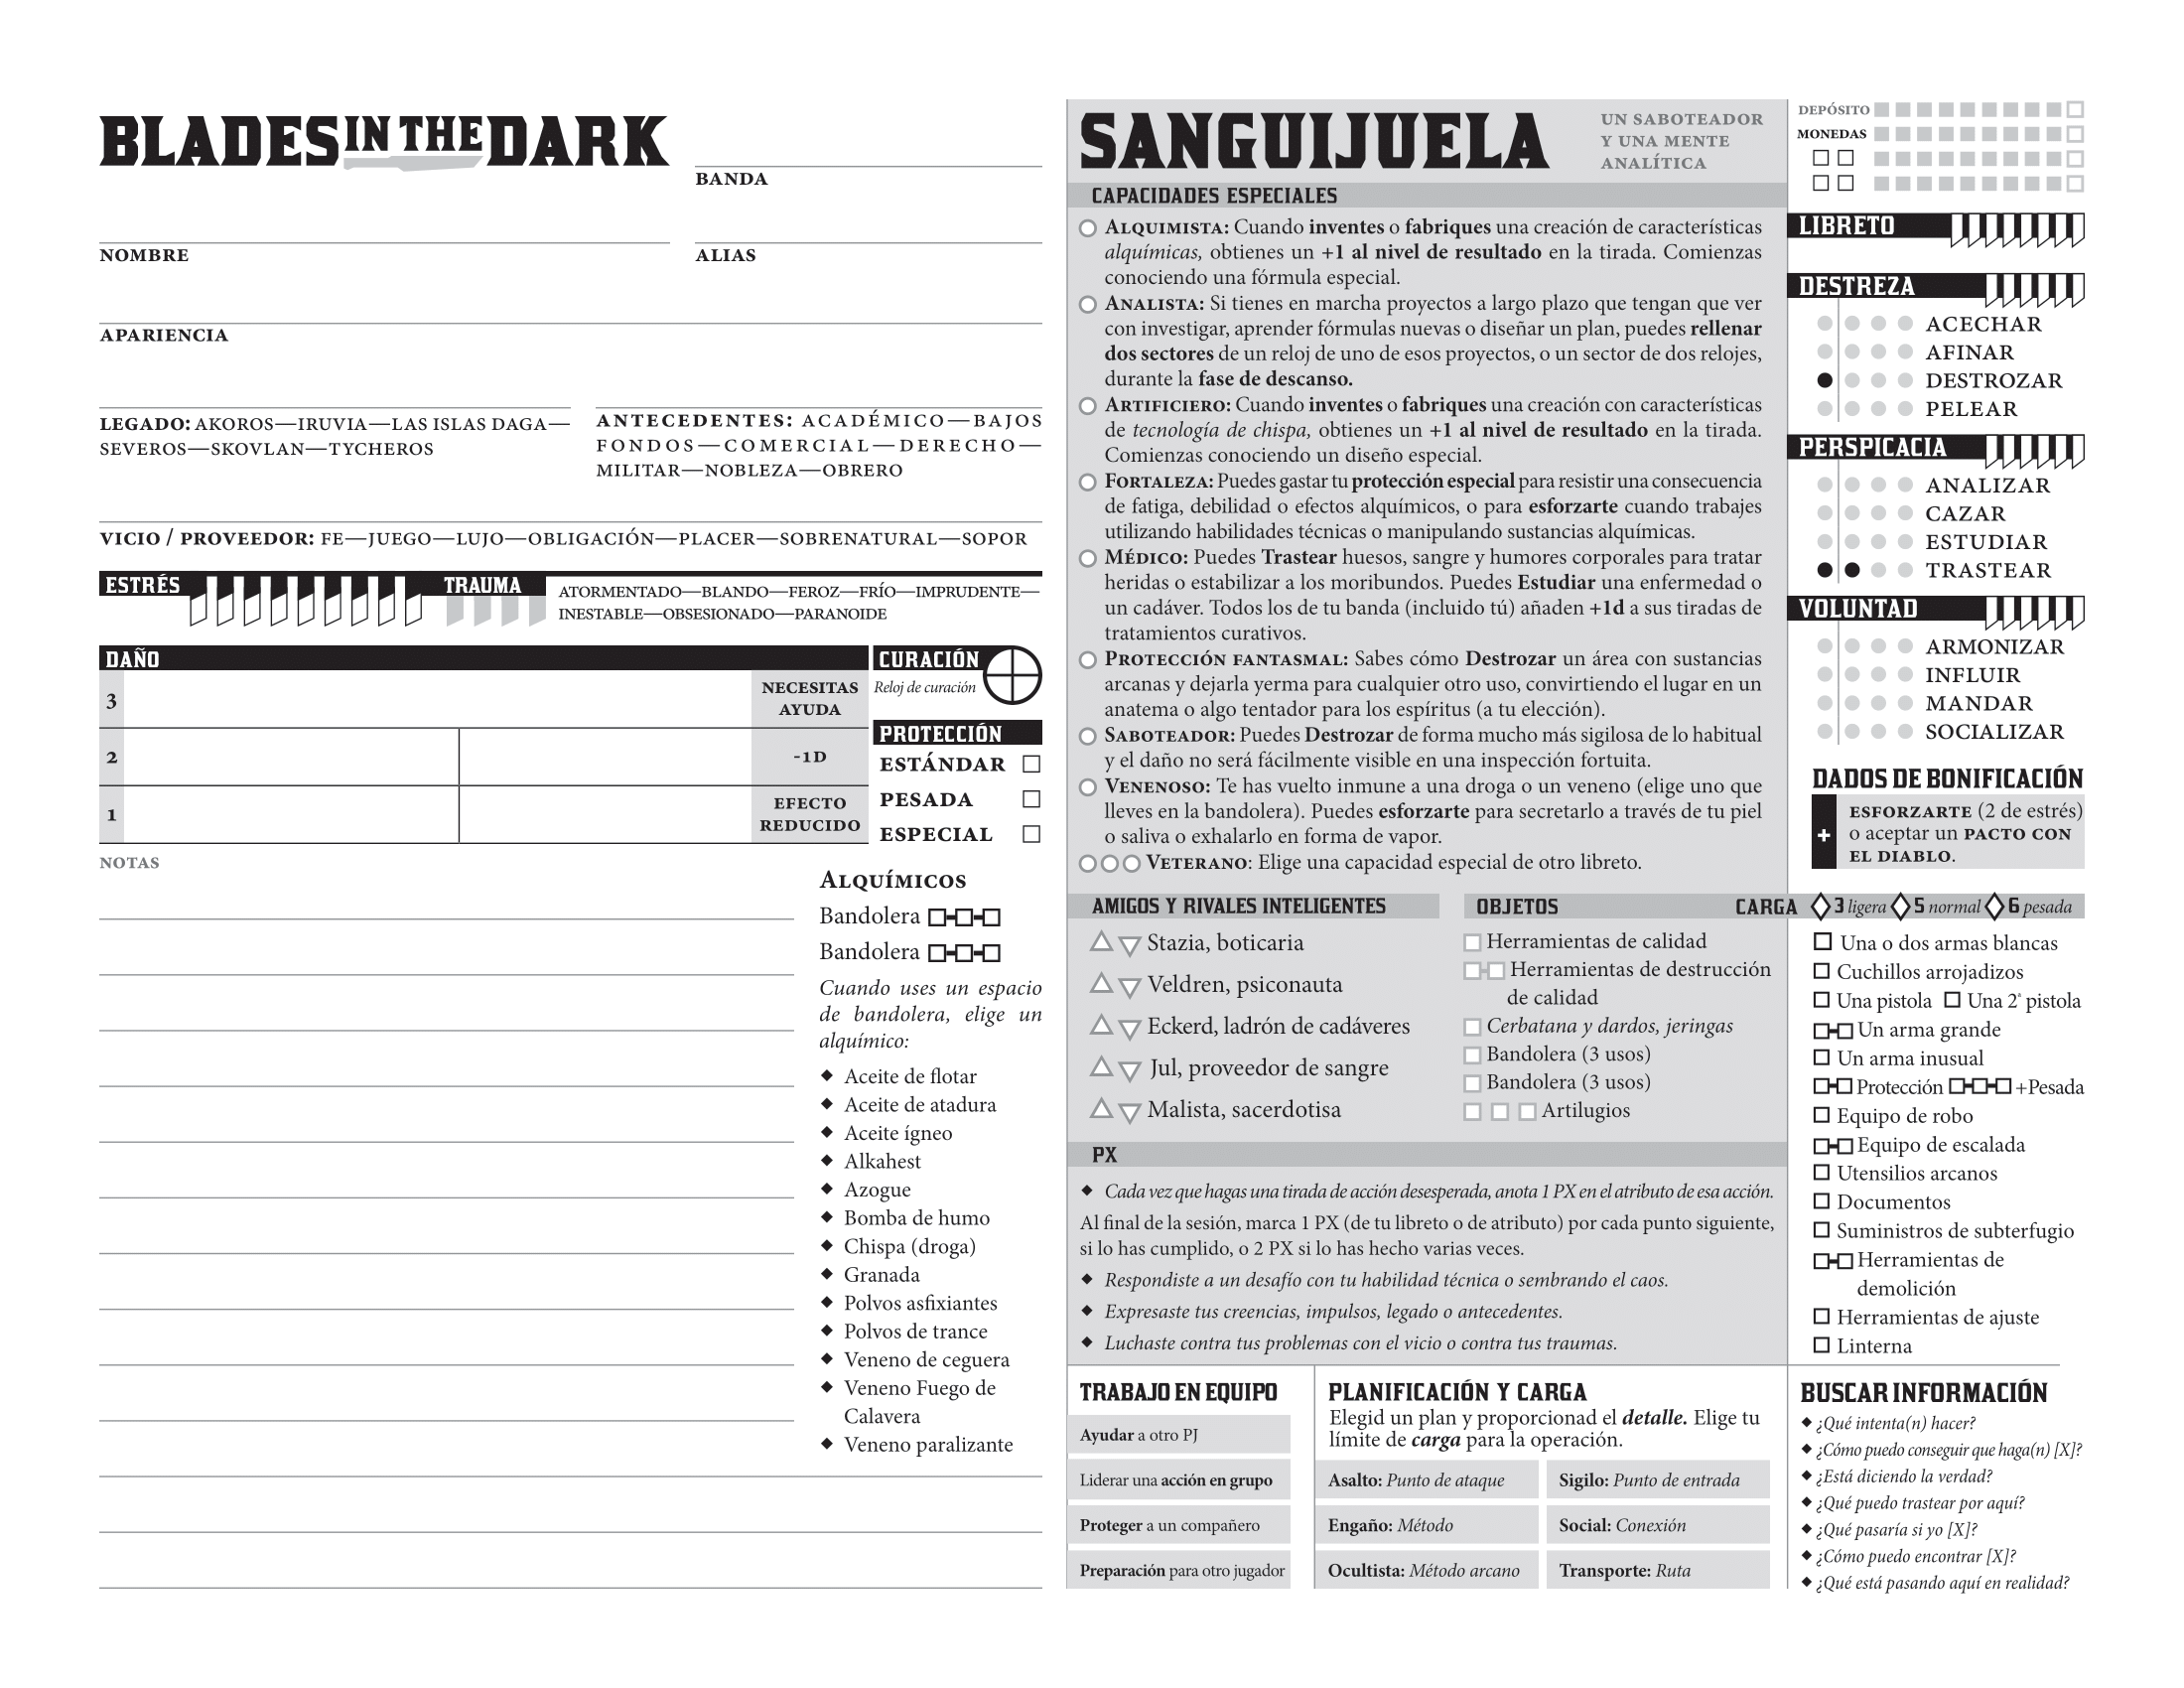 BLADES IN THE DARK
BANDA
NOMBRE
ALIAS
APARIENCIA
LEGADO: AKOROS—IRUVIA—LAS ISLAS DAGA—
SEVEROS—SKOVLAN—TYCHEROS
ANTECEDENTES: ACADÉMICO—BAJOS
FONDOS—COMERCIAL—DERECHO—
MILITAR—NOBLEZA—OBRERO
VICIO / PROVEEDOR: FE—JUEGO—LUJO—OBLIGACIÓN—PLACER—SOBRENATURAL—SOPOR
ESTRÉS
TRAUMA
ATORMENTADO—BLANDO—FEROZ—FRÍO—IMPRUDENTE—
INESTABLE—OBSESIONADO—PARANOIDE
DAÑO
3
NECESITAS
AYUDA
2
-1D
1
EFECTO
REDUCIDO
CURACIÓN
Reloj de curación
PROTECCIÓN
ESTÁNDAR
PESADA
ESPECIAL
NOTAS
ALQUÍMICOS
Bandolera
Bandolera
Cuando uses un espacio
de bandolera, elige un
alquímico:
◆ Aceite de flotar
◆ Aceite de atadura
◆ Aceite ígneo
◆ Alkahest
◆ Azogue
◆ Bomba de humo
◆ Chispa (droga)
◆ Granada
◆ Polvos asfixiantes
◆ Polvos de trance
◆ Veneno de ceguera
◆ Veneno Fuego de
Calavera
◆ Veneno paralizante
SANGUIJUELA
UN SABOTEADOR
Y UNA MENTE
ANALÍTICA
CAPACIDADES ESPECIALES
ALQUIMISTA: Cuando inventes o fabriques una creación de características
alquímicas, obtienes un +1 al nivel de resultado en la tirada. Comienzas
conociendo una fórmula especial.
ANALISTA: Si tienes en marcha proyectos a largo plazo que tengan que ver
con investigar, aprender fórmulas nuevas o diseñar un plan, puedes rellenar
dos sectores de un reloj de uno de esos proyectos, o un sector de dos relojes,
durante la fase de descanso.
ARTIFICIERO: Cuando inventes o fabriques una creación con características
de tecnología de chispa, obtienes un +1 al nivel de resultado en la tirada.
Comienzas conociendo un diseño especial.
FORTALEZA: Puedes gastar tu protección especial para resistir una consecuencia
de fatiga, debilidad o efectos alquímicos, o para esforzarte cuando trabajes
utilizando habilidades técnicas o manipulando sustancias alquímicas.
MÉDICO: Puedes Trastear huesos, sangre y humores corporales para tratar
heridas o estabilizar a los moribundos. Puedes Estudiar una enfermedad o
un cadáver. Todos los de tu banda (incluido tú) añaden +1d a sus tiradas de
tratamientos curativos.
PROTECCIÓN FANTASMAL: Sabes cómo Destrozar un área con sustancias
arcanas y dejarla yerma para cualquier otro uso, convirtiendo el lugar en un
anatema o algo tentador para los espíritus (a tu elección).
SABOTEADOR: Puedes Destrozar de forma mucho más sigilosa de lo habitual
y el daño no será fácilmente visible en una inspección fortuita.
VENENOSO: Te has vuelto inmune a una droga o un veneno (elige uno que
lleves en la bandolera). Puedes esforzarte para secretarlo a través de tu piel
o saliva o exhalarlo en forma de vapor.
VETERANO: Elige una capacidad especial de otro libreto.
AMIGOS Y RIVALES INTELIGENTES
Stazia, boticaria
Veldren, psiconauta
Eckerd, ladrón de cadáveres
Jul, proveedor de sangre
Malista, sacerdotisa
OBJETOS
Herramientas de calidad
Herramientas de destrucción
de calidad
Cerbatana y dardos, jeringas
Bandolera (3 usos)
Bandolera (3 usos)
Artilugios
PX
◆ Cada vez que hagas una tirada de acción desesperada, anota 1 PX en el atributo de esa acción.
Al final de la sesión, marca 1 PX (de tu libreto o de atributo) por cada punto siguiente,
si lo has cumplido, o 2 PX si lo has hecho varias veces.
◆ Respondiste a un desafío con tu habilidad técnica o sembrando el caos.
◆ Expresaste tus creencias, impulsos, legado o antecedentes.
◆ Luchaste contra tus problemas con el vicio o contra tus traumas.
TRABAJO EN EQUIPO
Ayudar a otro PJ
Liderar una acción en grupo
Proteger a un compañero
Preparación para otro jugador
PLANIFICACIÓN Y CARGA
Elegid un plan y proporcionad el detalle. Elige tu
límite de carga para la operación.
Asalto: Punto de ataque
Sigilo: Punto de entrada
Engaño: Método
Social: Conexión
Ocultista: Método arcano
Transporte: Ruta
DEPÓSITO
MONEDAS
LIBRETO
DESTREZA
ACECHAR
AFINAR
DESTROZAR
PELEAR
PERSPICACIA
ANALIZAR
CAZAR
ESTUDIAR
TRASTEAR
VOLUNTAD
ARMONIZAR
INFLUIR
MANDAR
SOCIALIZAR
DADOS DE BONIFICACIÓN
+
ESFORZARTE (2 de estrés)
o aceptar un PACTO CON
EL DIABLO.
CARGA 3 ligera 5 normal 6 pesada
Una o dos armas blancas
Cuchillos arrojadizos
Una pistola Una 2ª pistola
Un arma grande
Un arma inusual
Protección +Pesada
Equipo de robo
Equipo de escalada
Utensilios arcanos
Documentos
Suministros de subterfugio
Herramientas de
demolición
Herramientas de ajuste
Linterna
BUSCAR INFORMACIÓN
◆ ¿Qué intenta(n) hacer?
◆ ¿Cómo puedo conseguir que haga(n) [X]?
◆ ¿Está diciendo la verdad?
◆ ¿Qué puedo trastear por aquí?
◆ ¿Qué pasaría si yo [X]?
◆ ¿Cómo puedo encontrar [X]?
◆ ¿Qué está pasando aquí en realidad?